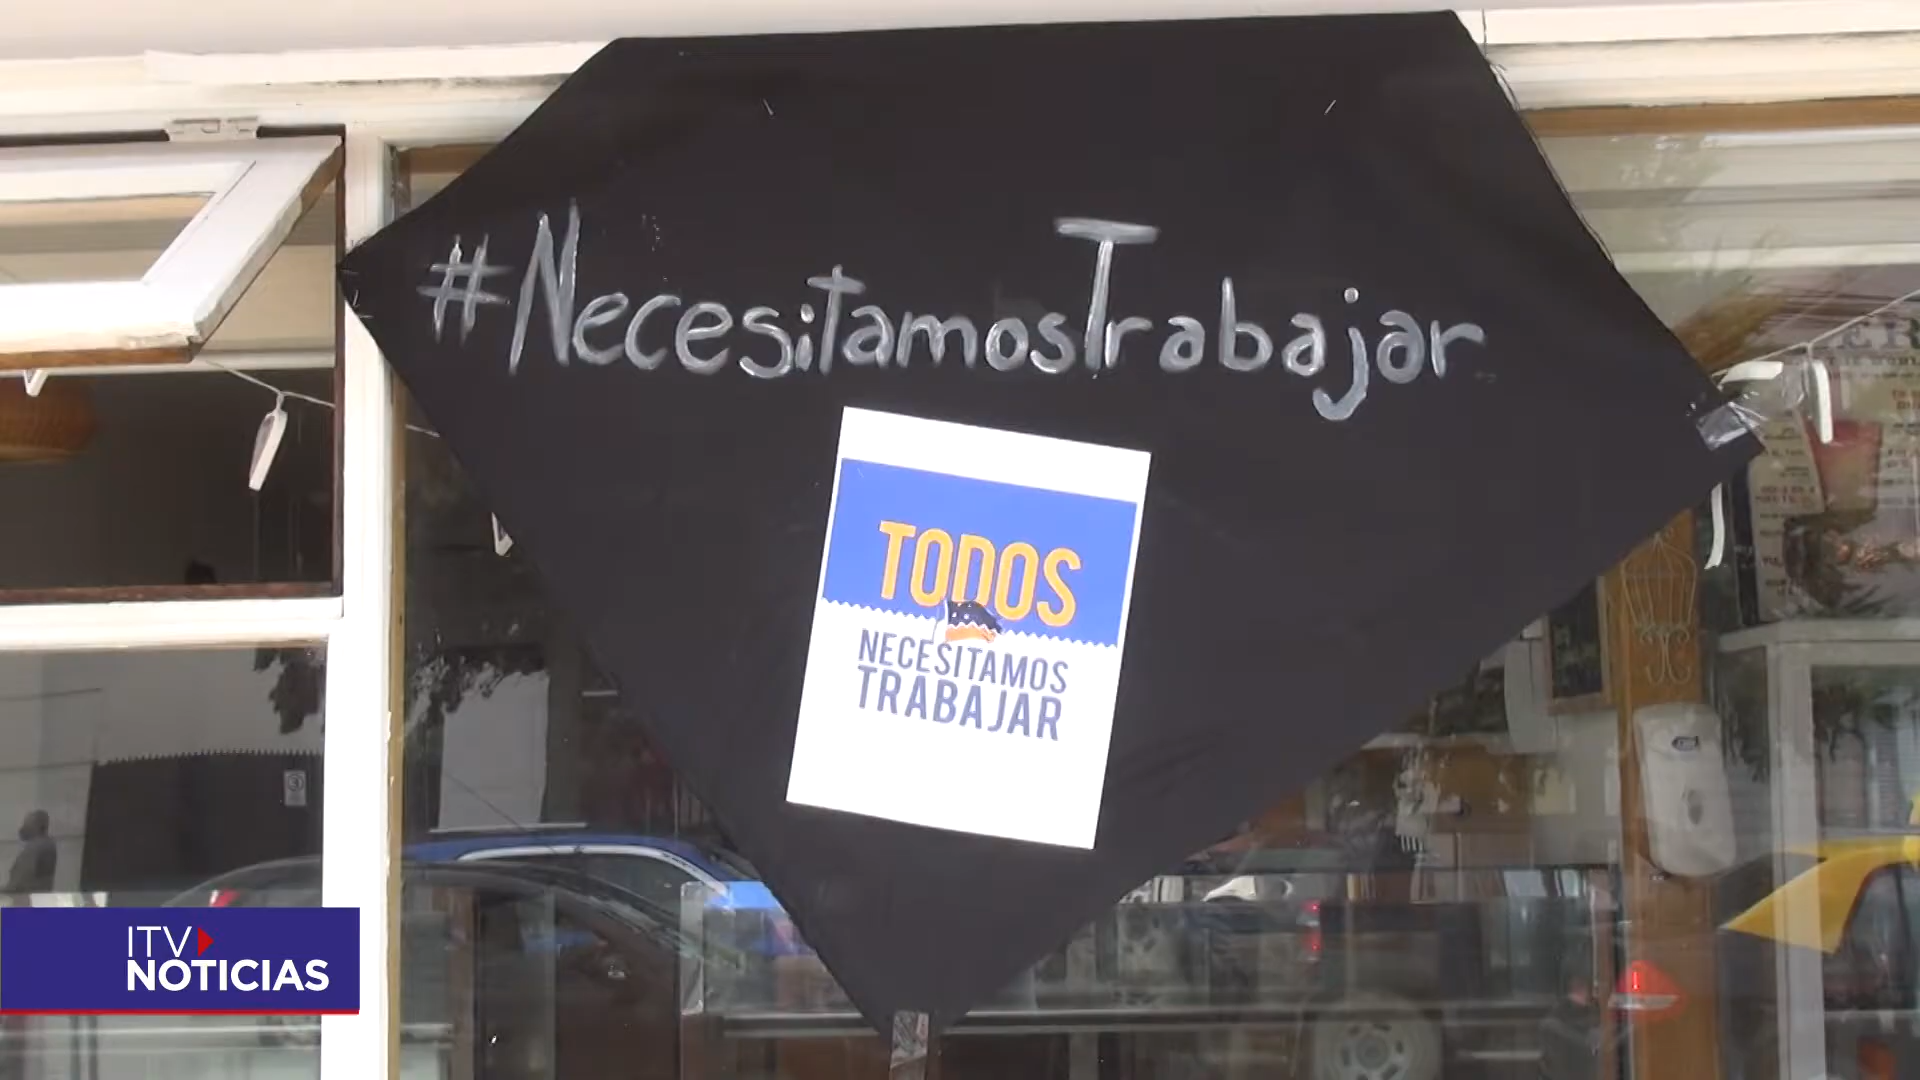 #NecesitamosTrabajar
TODOS
NECESITAMOS
TRABAJAR
ITV
NOTICIAS